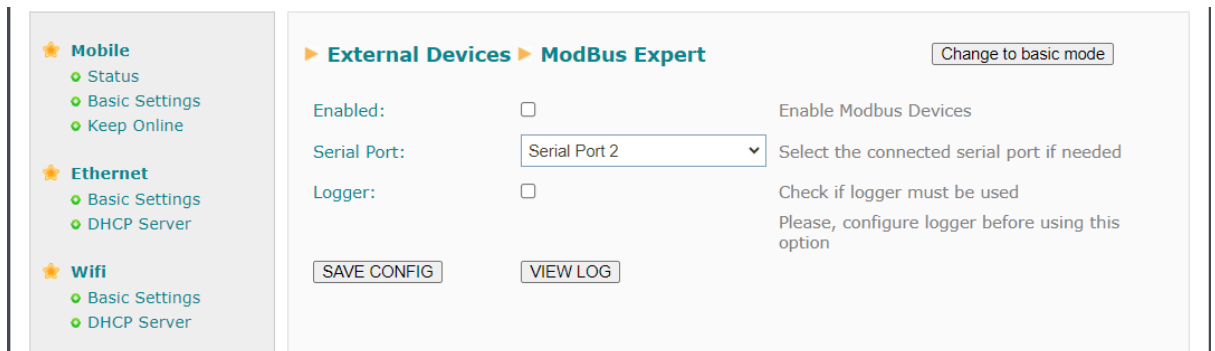 Mobile
Status
Basic Settings
Keep Online
Ethernet
Basic Settings
DHCP Server
Wifi
Basic Settings
DHCP Server
External Devices ModBus Expert
Change to basic mode
Enabled:
Enable Modbus Devices
Serial Port:
Serial Port 2
Select the connected serial port if needed
Logger:
Check if logger must be used
Please, configure logger before using this
option
SAVE CONFIG
VIEW LOG